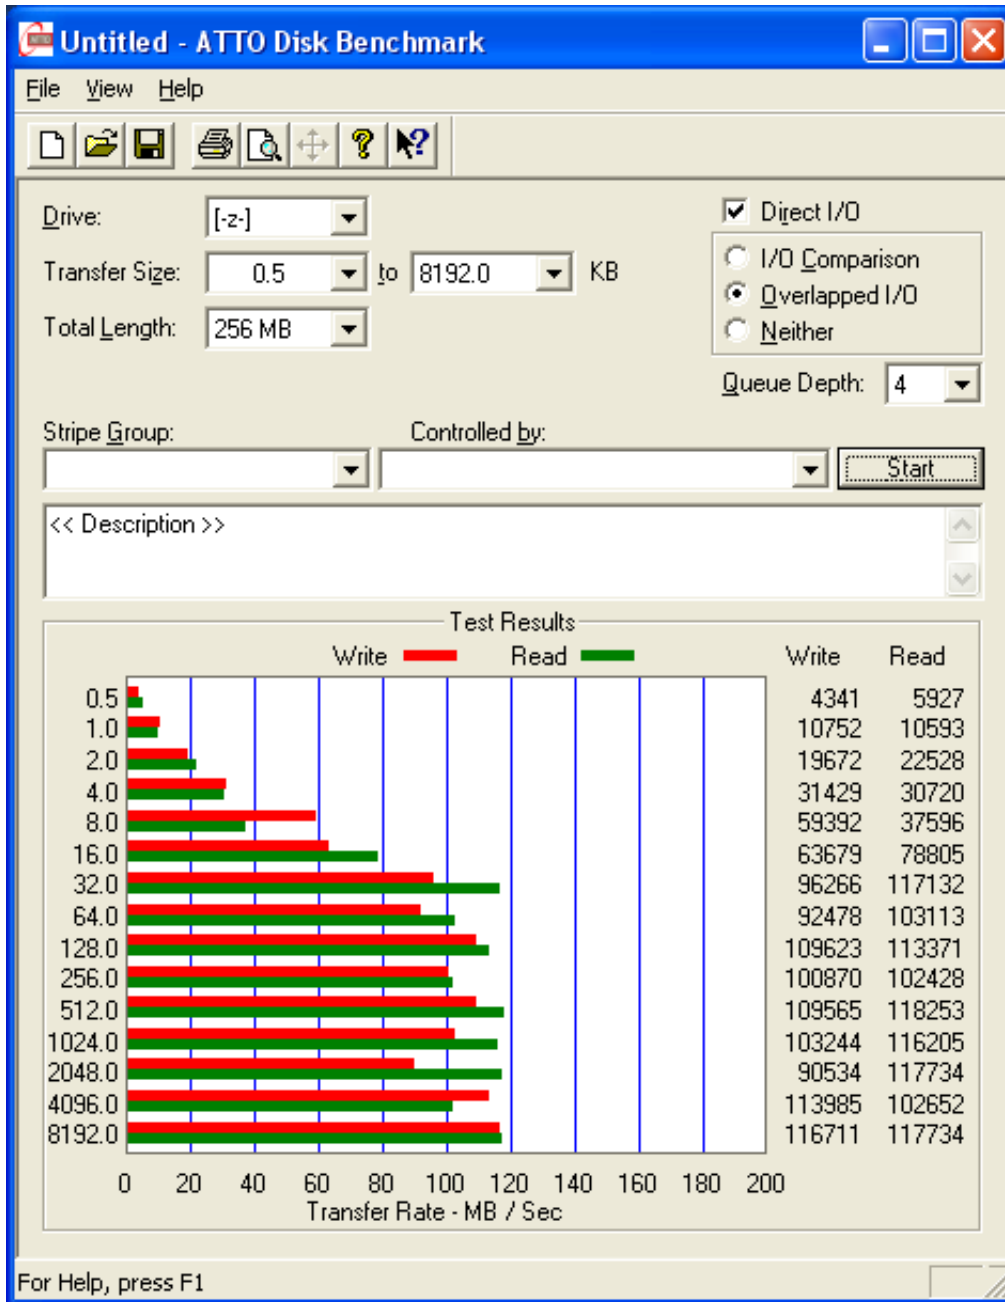 Untitled - ATTO Disk Benchmark
File View Help
Drive: [-z-] Direct I/O
Transfer Size: 0.5 to 8192.0 KB
I/O Comparison
Overlapped I/O
Total Length: 256 MB
Neither
Queue Depth: 4
Stripe Group: Controlled by:
Start
<< Description >>
Test Results
Write Read Write Read
0.5 4341 5927
1.0 10752 10593
2.0 19672 22528
4.0 31429 30720
8.0 59392 37596
16.0 63679 78805
32.0 96266 117132
64.0 92478 103113
128.0 109623 113371
256.0 100870 102428
512.0 109565 118253
1024.0 103244 116205
2048.0 90534 117734
4096.0 113985 102652
8192.0 116711 117734
0 20 40 60 80 100 120 140 160 180 200
Transfer Rate - MB / Sec
For Help, press F1